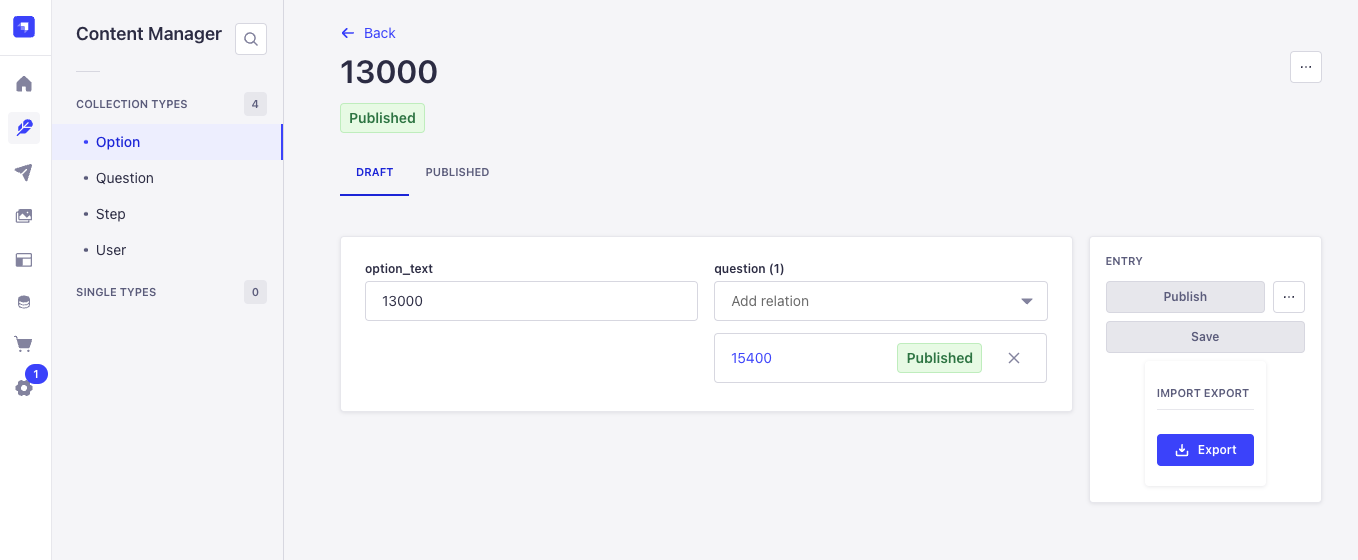 Content Manager
COLLECTION TYPES 4
Option
Question
Step
User
SINGLE TYPES 0
1
Back
13000
...
Published
DRAFT PUBLISHED
option_text
13000
question (1)
Add relation
15400 Published
ENTRY
Publish ...
Save
IMPORT EXPORT
Export